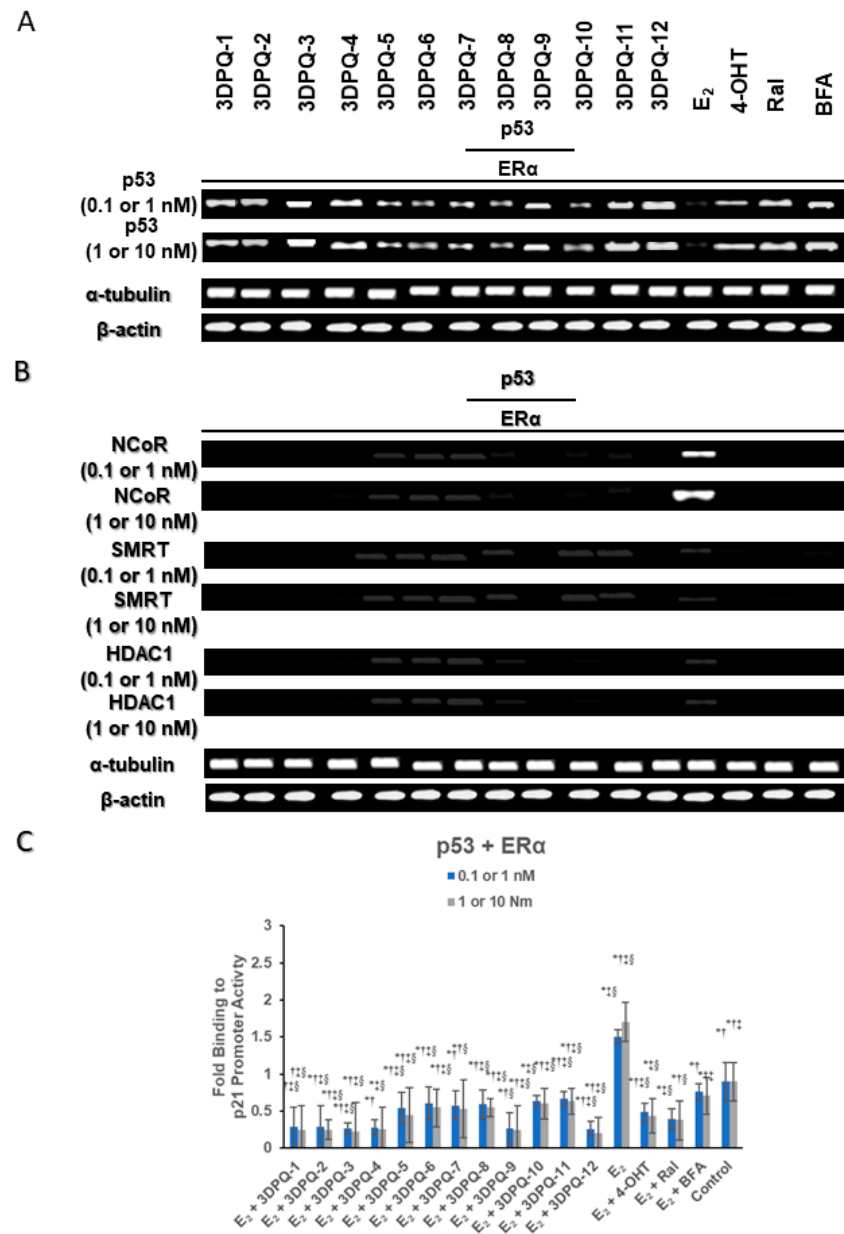 A
3DPQ-1
3DPQ-2
3DPQ-3
3DPQ-4
3DPQ-5
3DPQ-6
3DPQ-7
3DPQ-8
3DPQ-9
3DPQ-10
3DPQ-11
3DPQ-12
E₂
4-OHT
Ral
BFA
p53
ERα
p53
(0.1 or 1 nM)
p53
(1 or 10 nM)
α-tubulin
β-actin
B
p53
ERα
NCoR
(0.1 or 1 nM)
NCoR
(1 or 10 nM)
SMRT
(0.1 or 1 nM)
SMRT
(1 or 10 nM)
HDAC1
(0.1 or 1 nM)
HDAC1
(1 or 10 nM)
α-tubulin
β-actin
C
p53 + ERα
0.1 or 1 nM
1 or 10 Nm
Fold Binding to
p21 Promoter Activty
3
2.5
2
1.5
1
0.5
0
E₂ + 3DPQ-1
E₂ + 3DPQ-2
E₂ + 3DPQ-3
E₂ + 3DPQ-4
E₂ + 3DPQ-5
E₂ + 3DPQ-6
E₂ + 3DPQ-7
E₂ + 3DPQ-8
E₂ + 3DPQ-9
E₂ + 3DPQ-10
E₂ + 3DPQ-11
E₂ + 3DPQ-12
E₂
E₂ + 4-OHT
E₂ + Ral
E₂ + BFA
Control